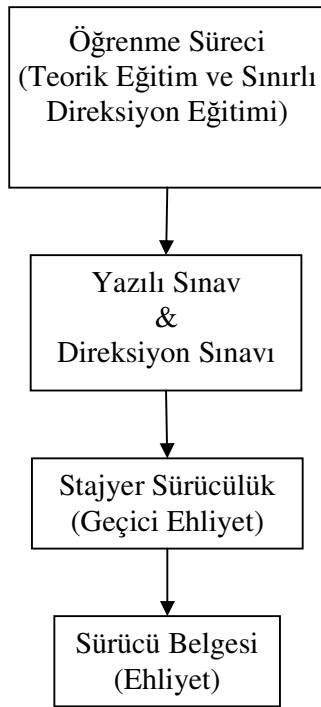 Öğrenme Süreci
(Teorik Eğitim ve Sınırlı
Direksiyon Eğitimi)
Yazılı Sınav
&
Direksiyon Sınavı
Stajyer Sürücülük
(Geçici Ehliyet)
Sürücü Belgesi
(Ehliyet)